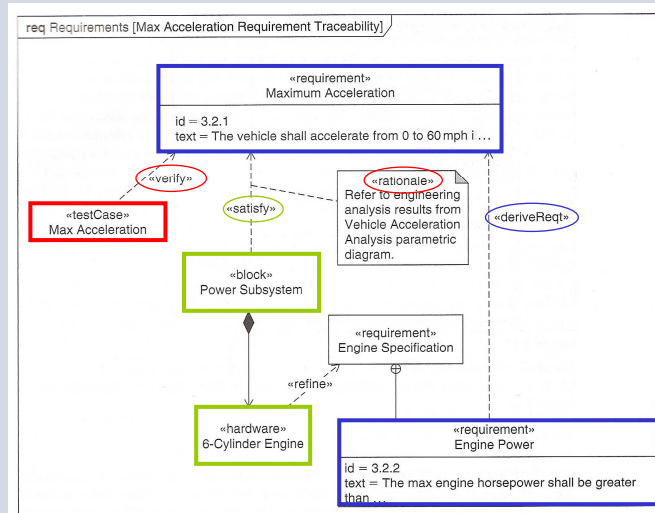 req Requirements [Max Acceleration Requirement Traceability]
«requirement»
Maximum Acceleration
id = 3.2.1
text = The vehicle shall accelerate from 0 to 60 mph i ...
«verify»
«rationale»
Refer to engineering
analysis results from
Vehicle Acceleration
Analysis parametric
diagram.
«testCase»
Max Acceleration
«satisfy»
«deriveReqt»
«block»
Power Subsystem
«requirement»
Engine Specification
«refine»
«hardware»
6-Cylinder Engine
«requirement»
Engine Power
id = 3.2.2
text = The max engine horsepower shall be greater
than ...